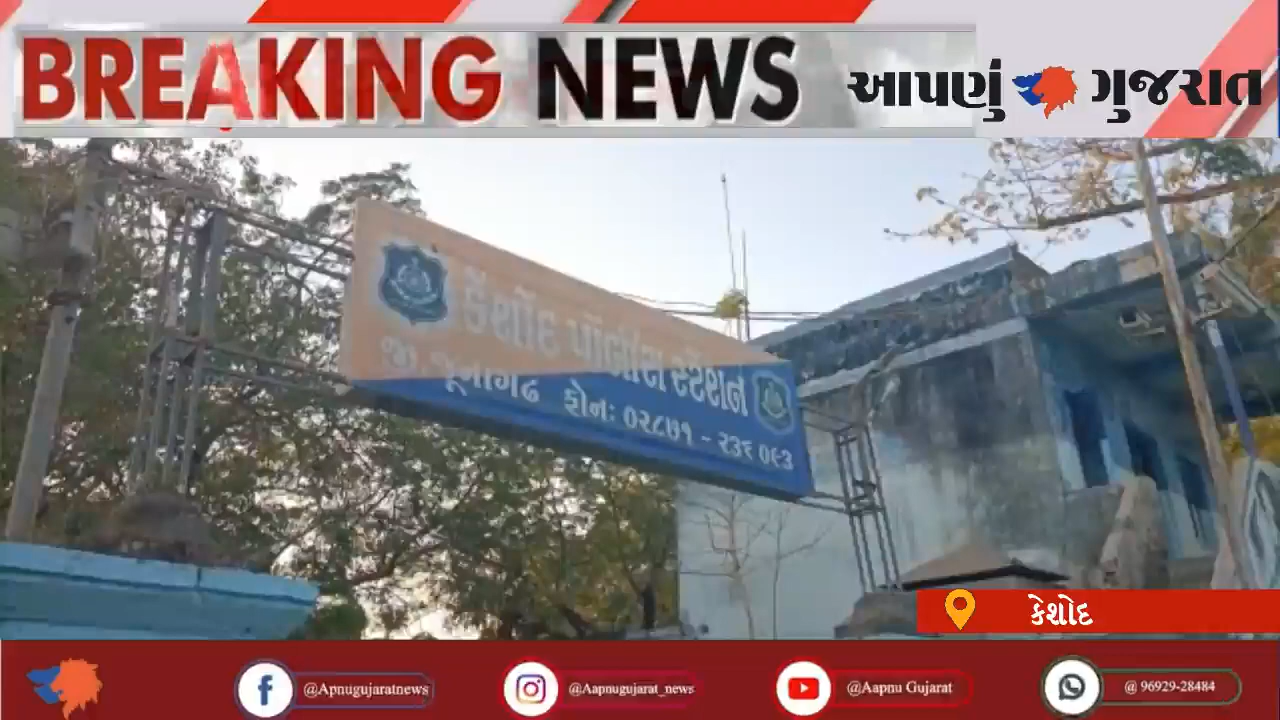 BREAKING NEWS
આપણું ગુજરાત
કેશોદ પોલીસ સ્ટેશન
જી. જૂનાગઢ ફોન: ૦૨૮૭૧ - ૨૩૬ ૦૯૩
કેશોદ
@Apnugujaratnews
@Aapnugujarat_news
@Aapnu Gujarat
@ 96929-28484